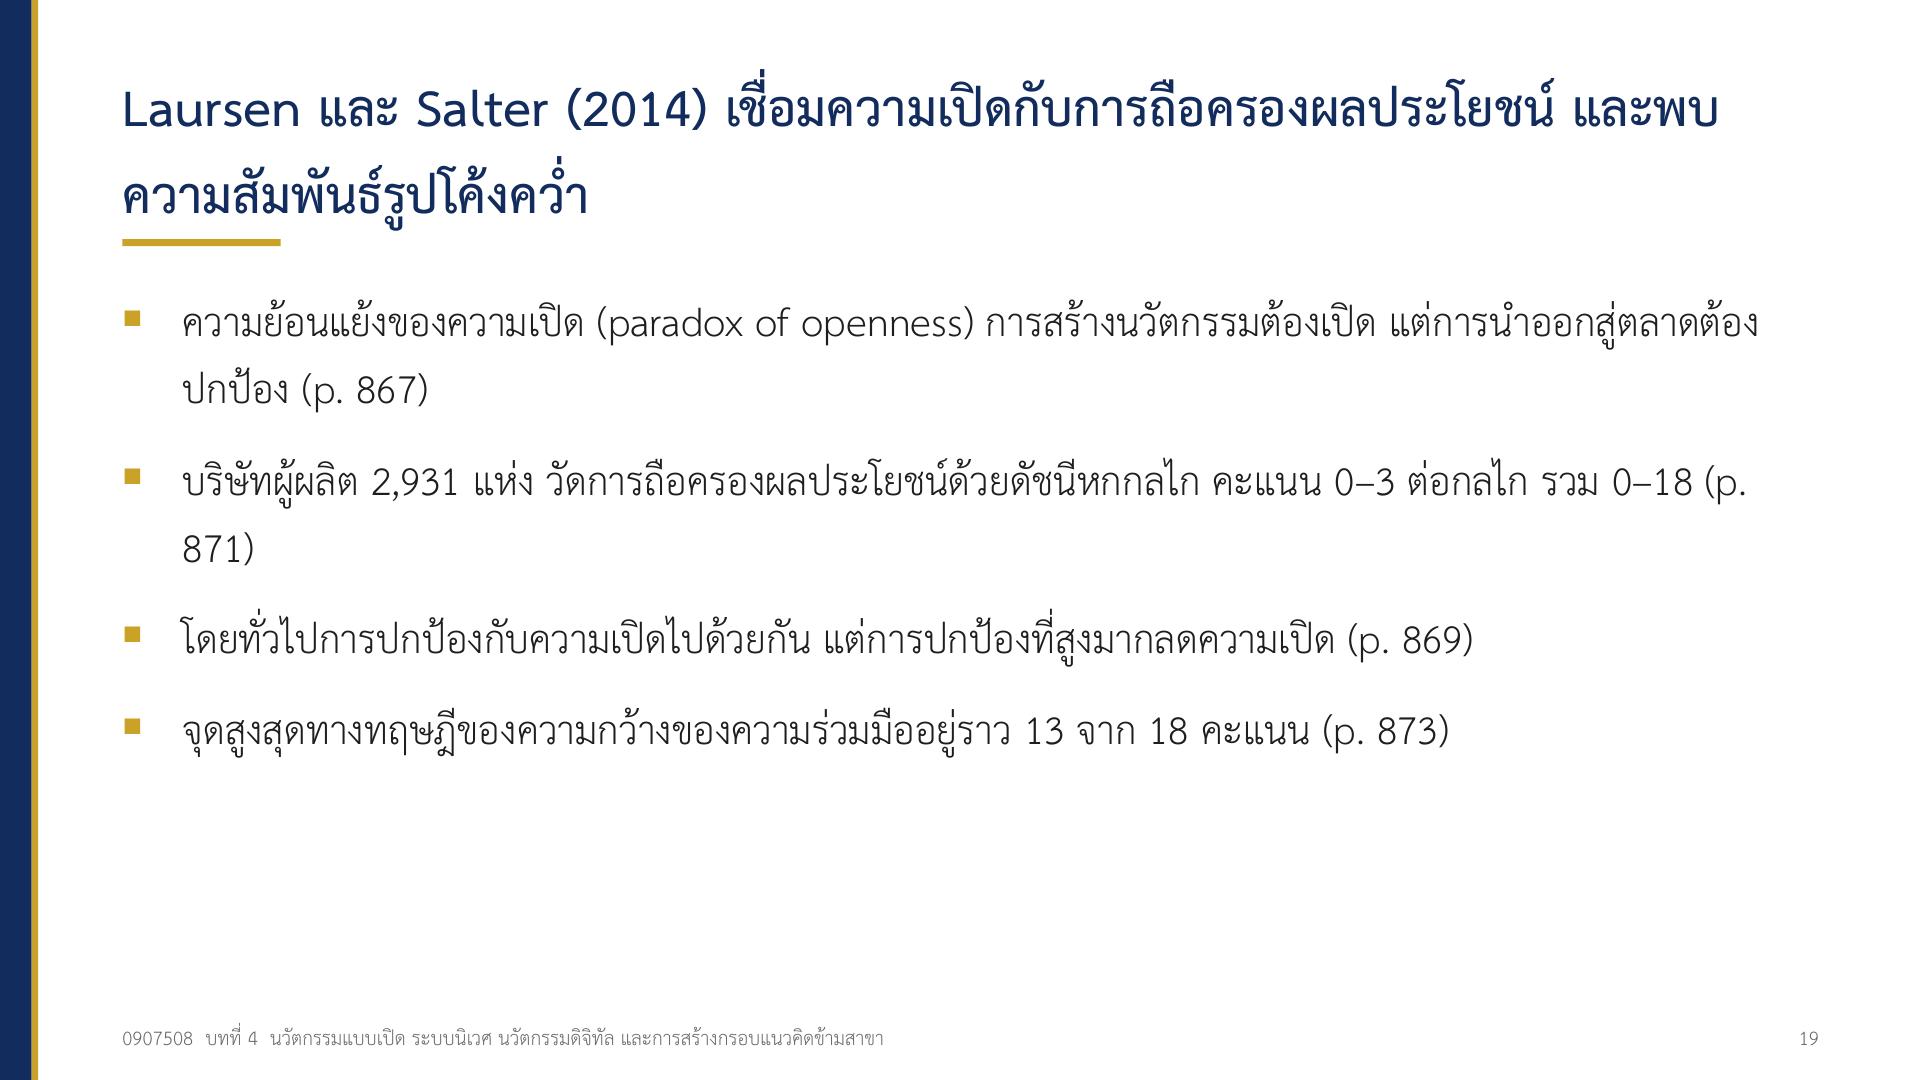 Laursen และ Salter (2014) เชื่อมความเปิดกับการถือครองผลประโยชน์ และพบ
ความสัมพันธ์รูปโค้งคว่ำ
ความย้อนแย้งของความเปิด (paradox of openness) การสร้างนวัตกรรมต้องเปิด แต่การนำออกสู่ตลาดต้อง
ปกป้อง (p. 867)
บริษัทผู้ผลิต 2,931 แห่ง วัดการถือครองผลประโยชน์ด้วยดัชนีหกกลไก คะแนน 0–3 ต่อกลไก รวม 0–18 (p.
871)
โดยทั่วไปการปกป้องกับความเปิดไปด้วยกัน แต่การปกป้องที่สูงมากลดความเปิด (p. 869)
จุดสูงสุดทางทฤษฎีของความกว้างของความร่วมมืออยู่ราว 13 จาก 18 คะแนน (p. 873)
0907508 บทที่ 4 นวัตกรรมแบบเปิด ระบบนิเวศ นวัตกรรมดิจิทัล และการสร้างกรอบแนวคิดข้ามสาขา
19